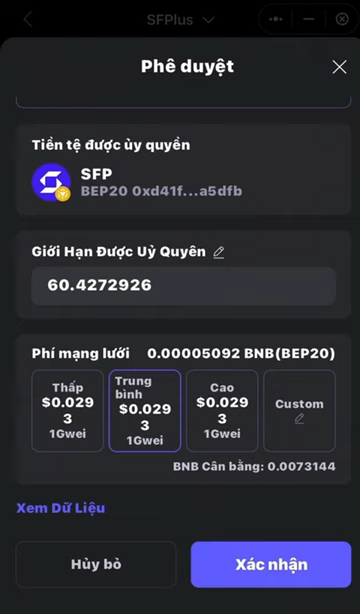 SFPlus
Phê duyệt
Tiền tệ được ủy quyền
SFP
BEP20 0xd41f...a5dfb
Giới Hạn Được Uỷ Quyên
60.4272926
Phí mạng lưới 0.00005092 BNB(BEP20)
Thấp
$0.029
3
1Gwei
Trung
bình
$0.029
3
1Gwei
Cao
$0.029
3
1Gwei
Custom
BNB Cân bằng: 0.0073144
Xem Dữ Liệu
Hủy bỏ
Xác nhận